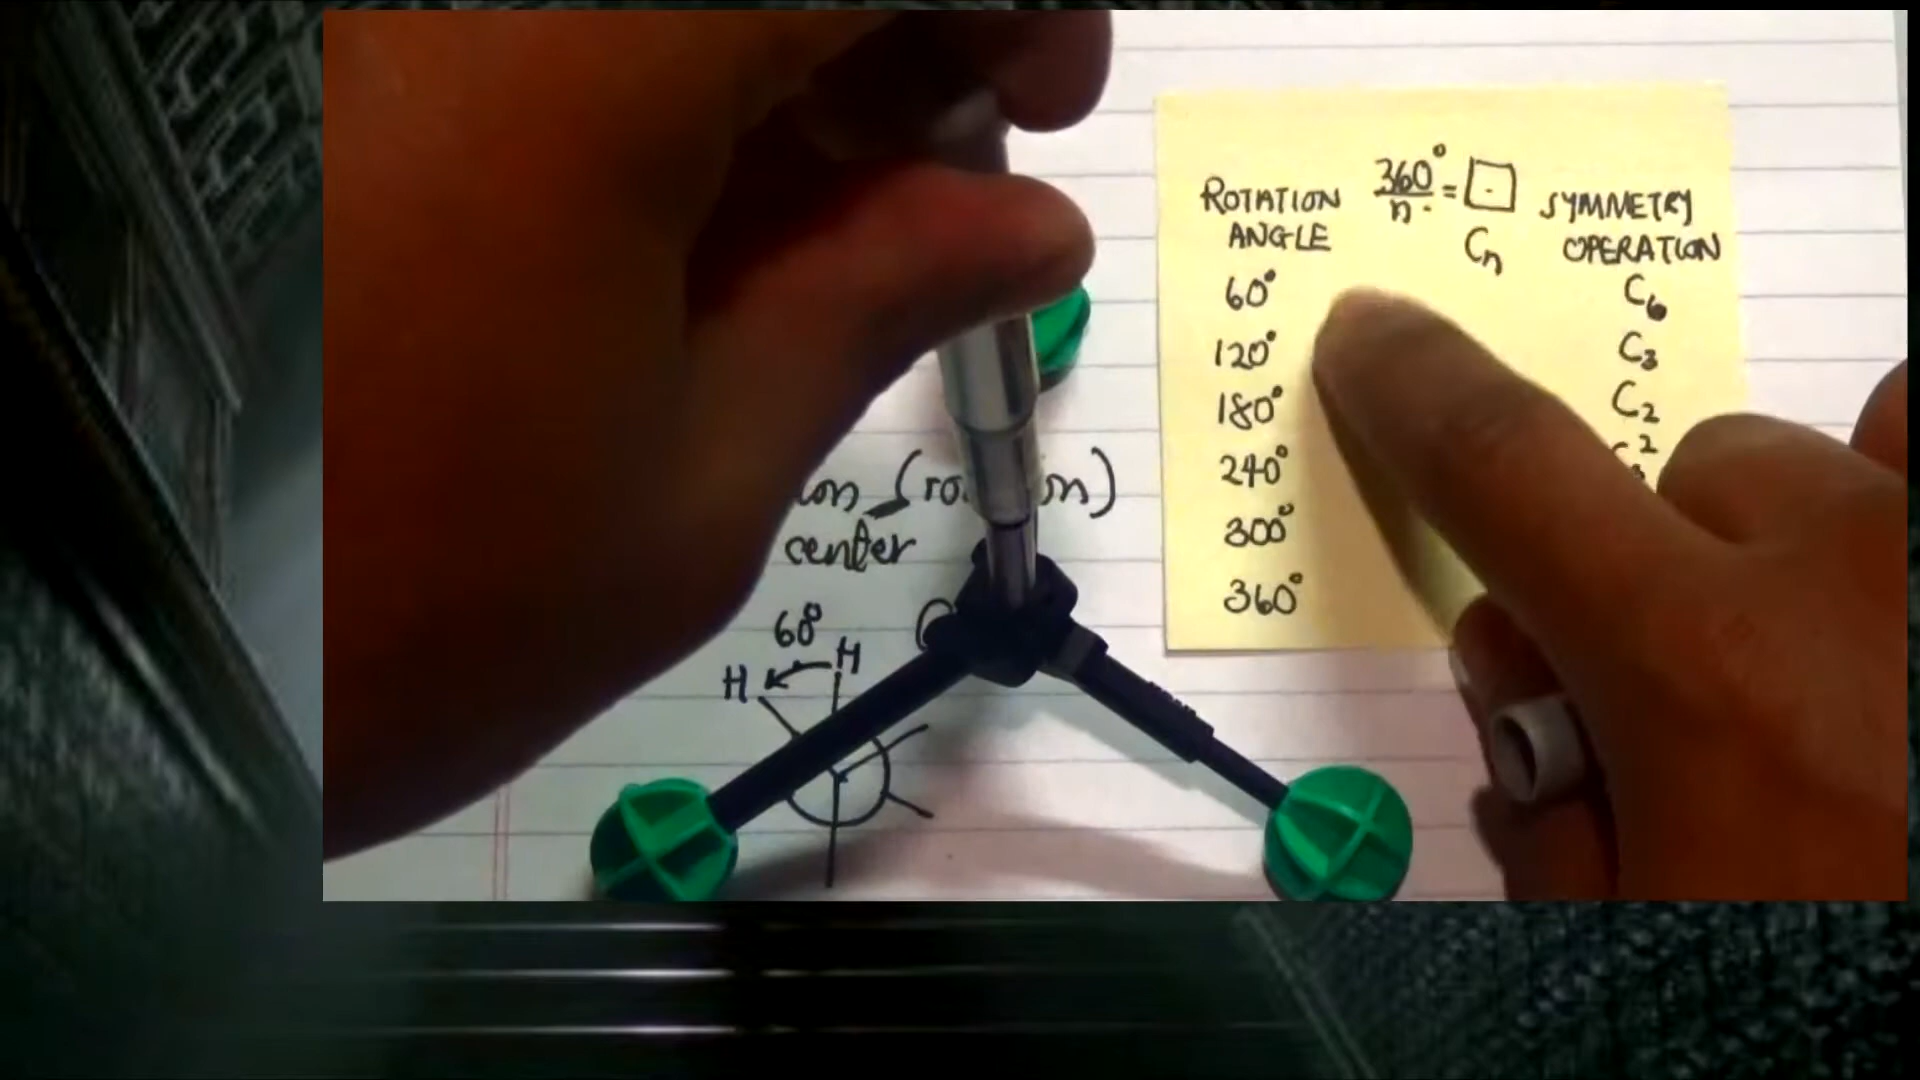 ROTATION ANGLE
360°/n = □
Cn
SYMMETRY OPERATION
60° C6
120° C3
180° C2
240°
300°
360°
center
60°
H H